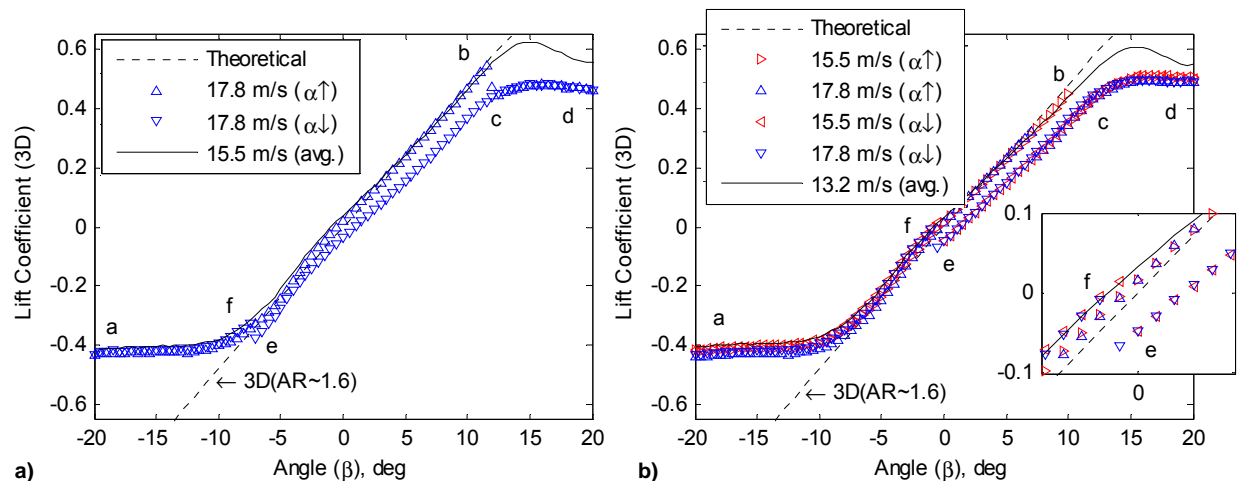 Theoretical
17.8 m/s (α↑)
17.8 m/s (α↓)
15.5 m/s (avg.)
0.6
0.4
0.2
0
-0.2
-0.4
-0.6
Lift Coefficient (3D)
a
b
c
d
e
f
← 3D(AR~1.6)
-20 -15 -10 -5 0 5 10 15 20
Angle (β), deg
a)
Theoretical
15.5 m/s (α↑)
17.8 m/s (α↑)
15.5 m/s (α↓)
17.8 m/s (α↓)
13.2 m/s (avg.)
0.6
0.4
0.2
0
-0.2
-0.4
-0.6
Lift Coefficient (3D)
a
b
c
d
e
f
← 3D(AR~1.6)
0.1
0
-0.1
0
f
e
-20 -15 -10 -5 0 5 10 15 20
Angle (β), deg
b)